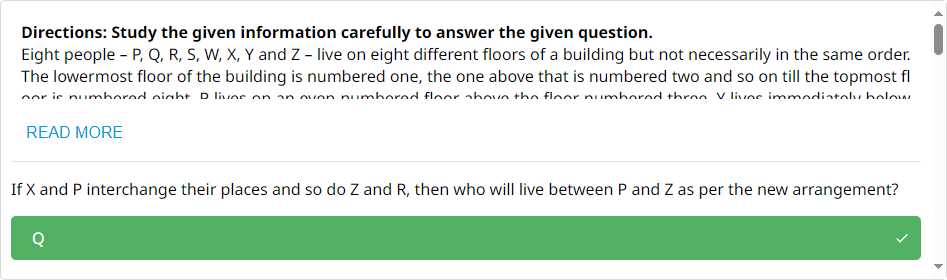 Directions: Study the given information carefully to answer the given question.
Eight people – P, Q, R, S, W, X, Y and Z – live on eight different floors of a building but not necessarily in the same order.
The lowermost floor of the building is numbered one, the one above that is numbered two and so on till the topmost fl
oor is numbered eight. P lives on an even numbered floor above the floor numbered three. Y lives immediately below
READ MORE
If X and P interchange their places and so do Z and R, then who will live between P and Z as per the new arrangement?
Q